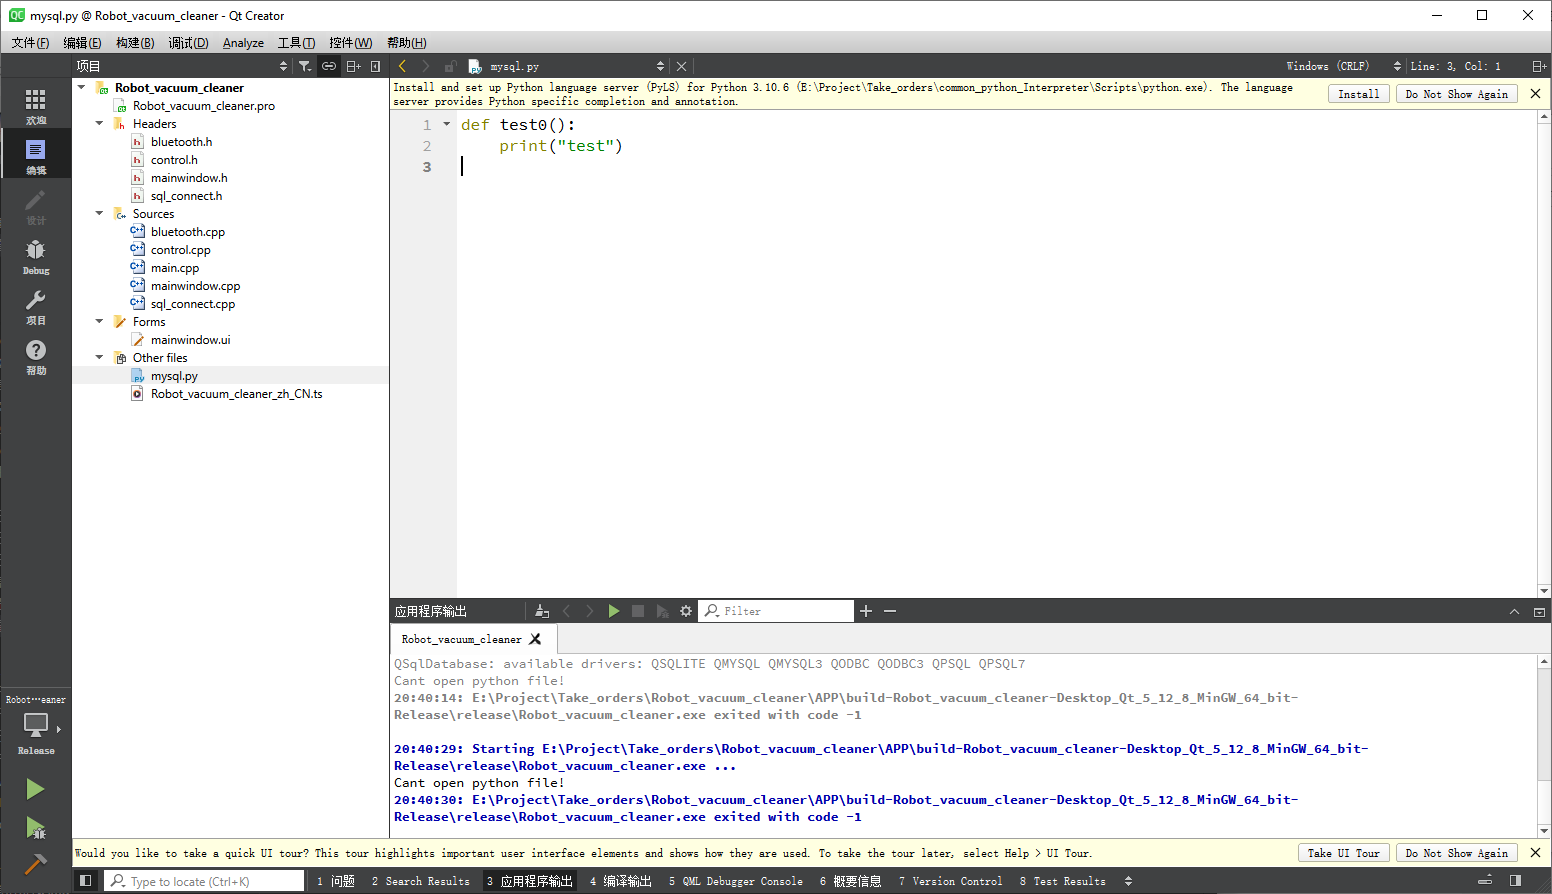 mysql.py @ Robot_vacuum_cleaner - Qt Creator
文件(F) 编辑(E) 构建(B) 调试(D) Analyze 工具(T) 控件(W) 帮助(H)
项目
mysql.py
Windows (CRLF)
Line: 3, Col: 1
欢迎
编辑
设计
Debug
项目
帮助
Robot_vacuum_cleaner
Robot_vacuum_cleaner.pro
Headers
bluetooth.h
control.h
mainwindow.h
sql_connect.h
Sources
bluetooth.cpp
control.cpp
main.cpp
mainwindow.cpp
sql_connect.cpp
Forms
mainwindow.ui
Other files
mysql.py
Robot_vacuum_cleaner_zh_CN.ts
Install and set up Python language server (PyLS) for Python 3.10.6 (E:\Project\Take_orders\common_python_Interpreter\Scripts\python.exe). The language
server provides Python specific completion and annotation.
Install
Do Not Show Again
1 def test0():
2 print("test")
3
应用程序输出
Filter
Robot_vacuum_cleaner
QSqlDatabase: available drivers: QSQLITE QMYSQL QMYSQL3 QODBC QODBC3 QPSQL QPSQL7
Cant open python file!
20:40:14: E:\Project\Take_orders\Robot_vacuum_cleaner\APP\build-Robot_vacuum_cleaner-Desktop_Qt_5_12_8_MinGW_64_bit-
Release\release\Robot_vacuum_cleaner.exe exited with code -1
20:40:29: Starting E:\Project\Take_orders\Robot_vacuum_cleaner\APP\build-Robot_vacuum_cleaner-Desktop_Qt_5_12_8_MinGW_64_bit-
Release\release\Robot_vacuum_cleaner.exe ...
Cant open python file!
20:40:30: E:\Project\Take_orders\Robot_vacuum_cleaner\APP\build-Robot_vacuum_cleaner-Desktop_Qt_5_12_8_MinGW_64_bit-
Release\release\Robot_vacuum_cleaner.exe exited with code -1
Robot···eaner
Release
Would you like to take a quick UI tour? This tour highlights important user interface elements and shows how they are used. To take the tour later, select Help > UI Tour.
Take UI Tour
Do Not Show Again
Type to locate (Ctrl+K)
1 问题 2 Search Results 3 应用程序输出 4 编译输出 5 QML Debugger Console 6 概要信息 7 Version Control 8 Test Results